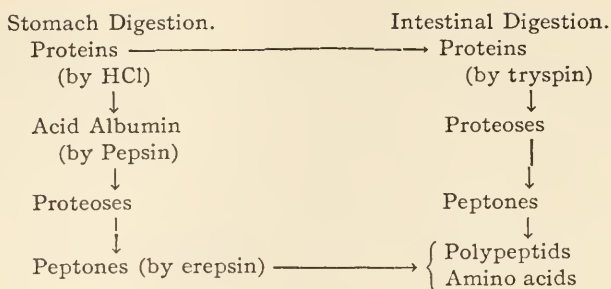 Stomach Digestion. Intestinal Digestion.
Proteins Proteins
(by HCl) (by tryspin)
Acid Albumin Proteoses
(by Pepsin)
Proteoses Peptones
Peptones (by erepsin) Polypeptids
Amino acids